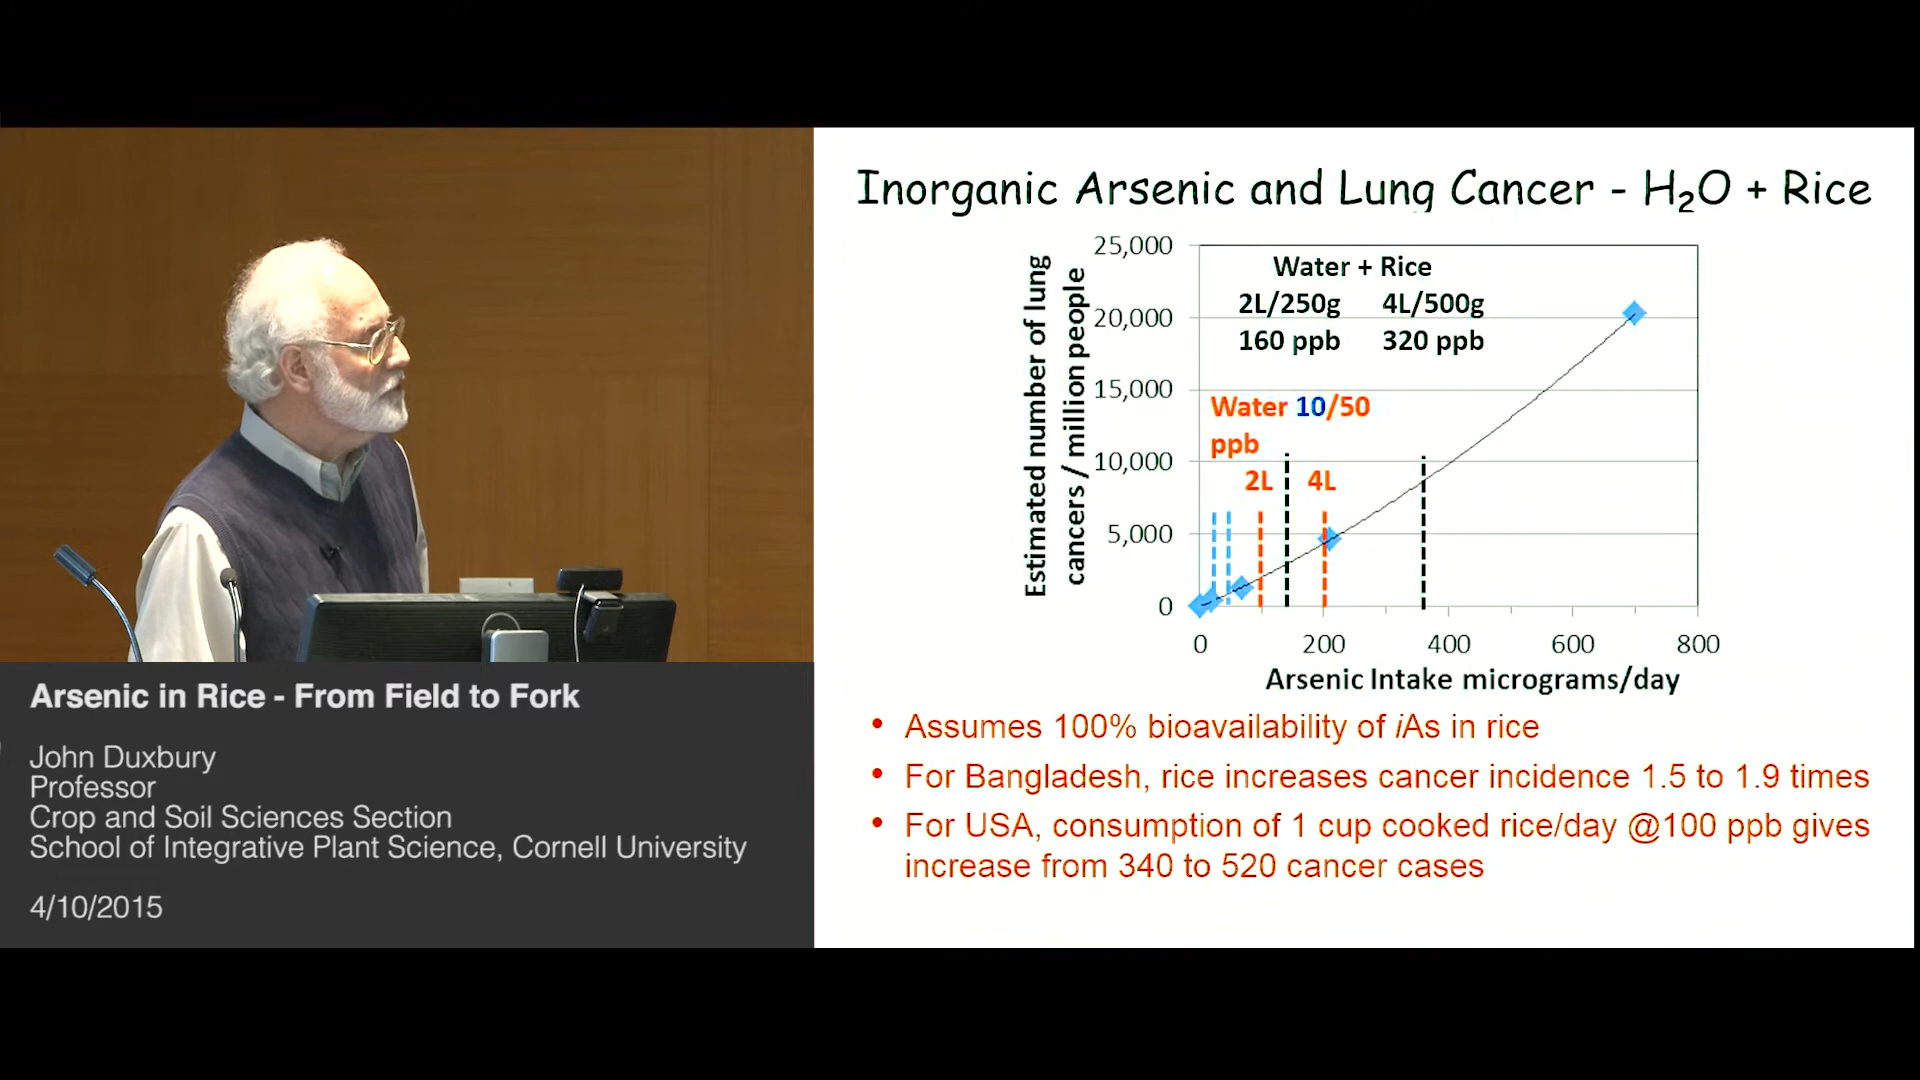 Inorganic Arsenic and Lung Cancer - H₂O + Rice
Estimated number of lung
cancers / million people
25,000
20,000
15,000
10,000
5,000
0
Water + Rice
2L/250g 4L/500g
160 ppb 320 ppb
Water 10/50
ppb
2L 4L
0 200 400 600 800
Arsenic Intake micrograms/day
• Assumes 100% bioavailability of iAs in rice
• For Bangladesh, rice increases cancer incidence 1.5 to 1.9 times
• For USA, consumption of 1 cup cooked rice/day @100 ppb gives
increase from 340 to 520 cancer cases
Arsenic in Rice - From Field to Fork
John Duxbury
Professor
Crop and Soil Sciences Section
School of Integrative Plant Science, Cornell University
4/10/2015